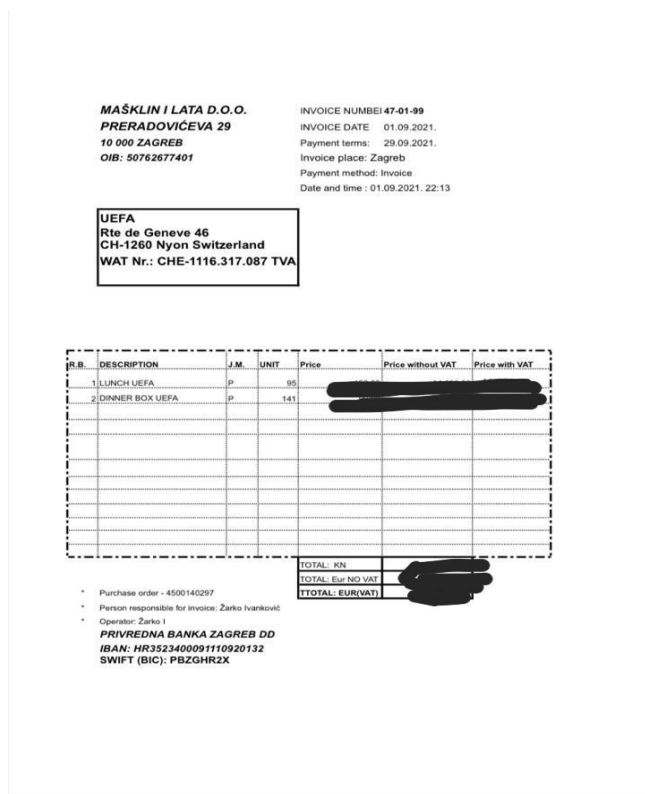 MAŠKLIN I LATA D.O.O.
PRERADOVIĆEVA 29
10 000 ZAGREB
OIB: 50762677401
INVOICE NUMBEI 47-01-99
INVOICE DATE 01.09.2021.
Payment terms: 29.09.2021.
Invoice place: Zagreb
Payment method: Invoice
Date and time : 01.09.2021. 22:13
UEFA
Rte de Geneve 46
CH-1260 Nyon Switzerland
WAT Nr.: CHE-1116.317.087 TVA
R.B. DESCRIPTION J.M. UNIT Price Price without VAT Price with VAT
1 LUNCH UEFA P 95
2 DINNER BOX UEFA P 141
TOTAL: KN
TOTAL: Eur NO VAT
TTOTAL: EUR(VAT)
* Purchase order - 4500140297
* Person responsible for invoice: Žarko Ivanković
* Operator: Žarko I
PRIVREDNA BANKA ZAGREB DD
IBAN: HR3523400091110920132
SWIFT (BIC): PBZGHR2X